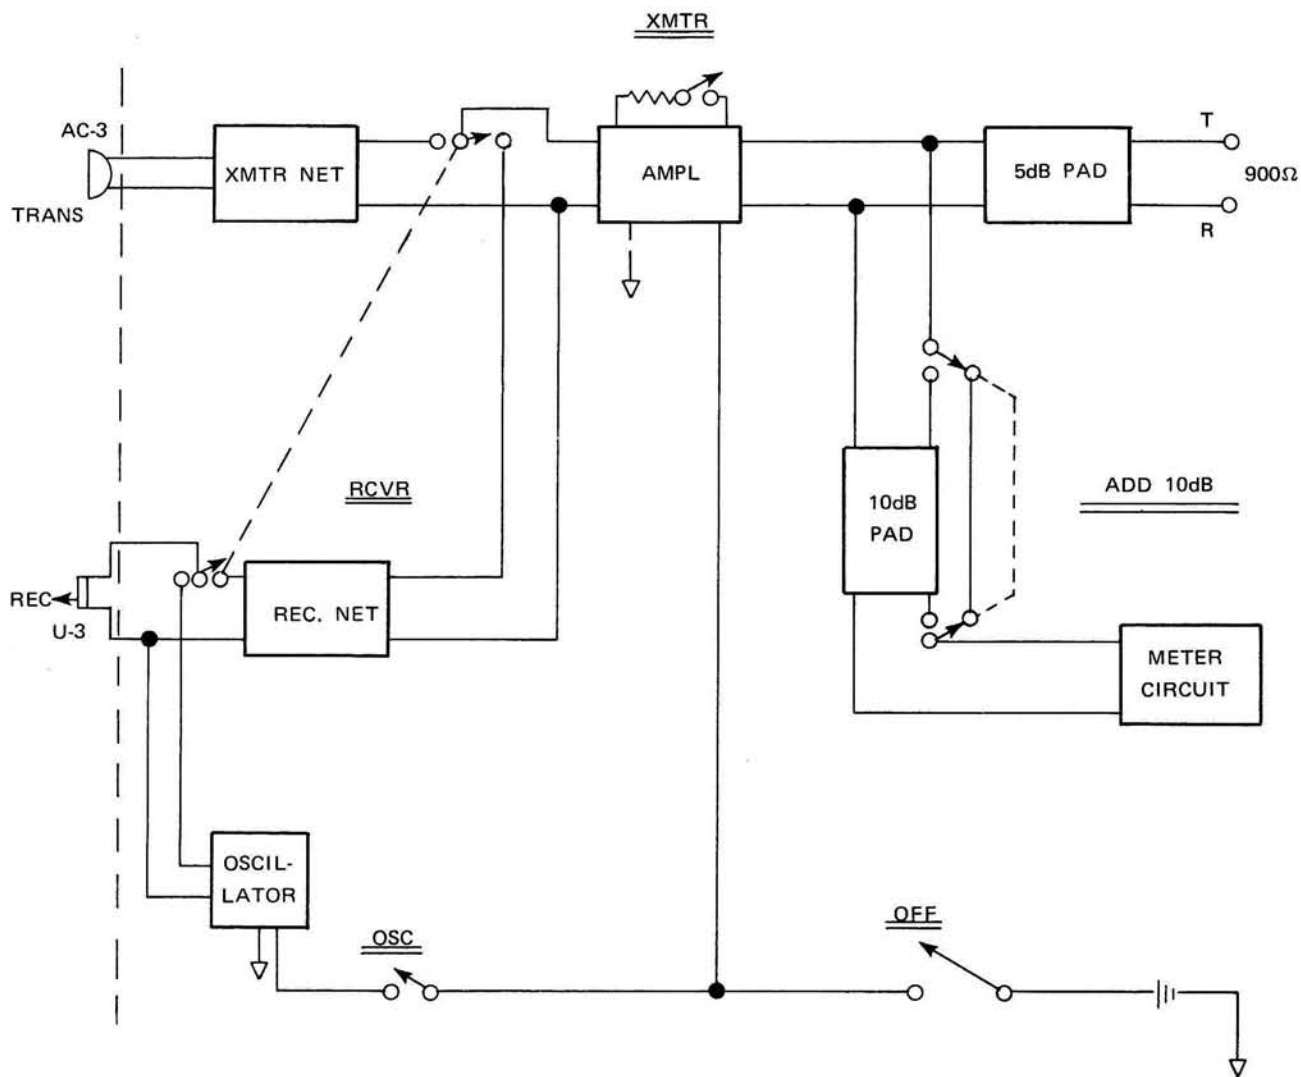 XMTR
AC-3
TRANS
XMTR NET
AMPL
5dB PAD
T
900Ω
R
RCVR
10dB
PAD
ADD 10dB
REC
U-3
REC. NET
METER
CIRCUIT
OSCIL-
LATOR
OSC
OFF